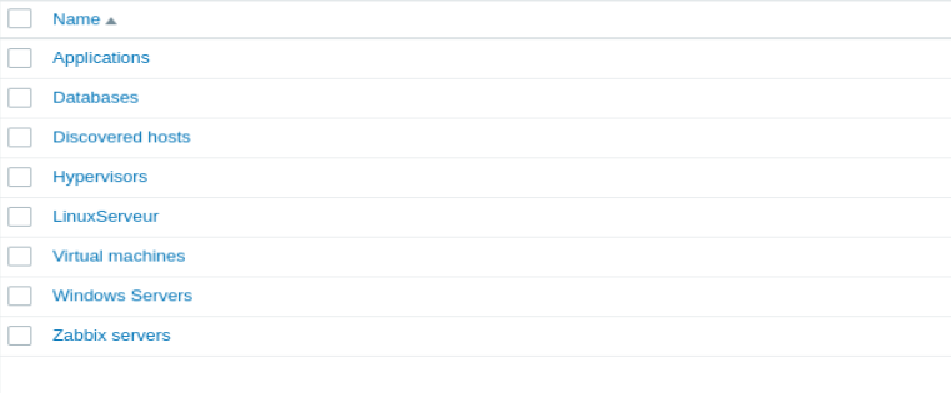 Name
Applications
Databases
Discovered hosts
Hypervisors
LinuxServeur
Virtual machines
Windows Servers
Zabbix servers